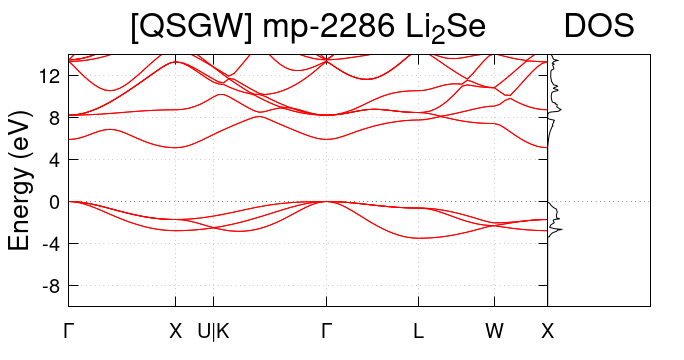 [QSGW] mp-2286 Li₂Se DOS
Energy (eV)
12
8
4
0
-4
-8
Γ X U|K Γ L W X